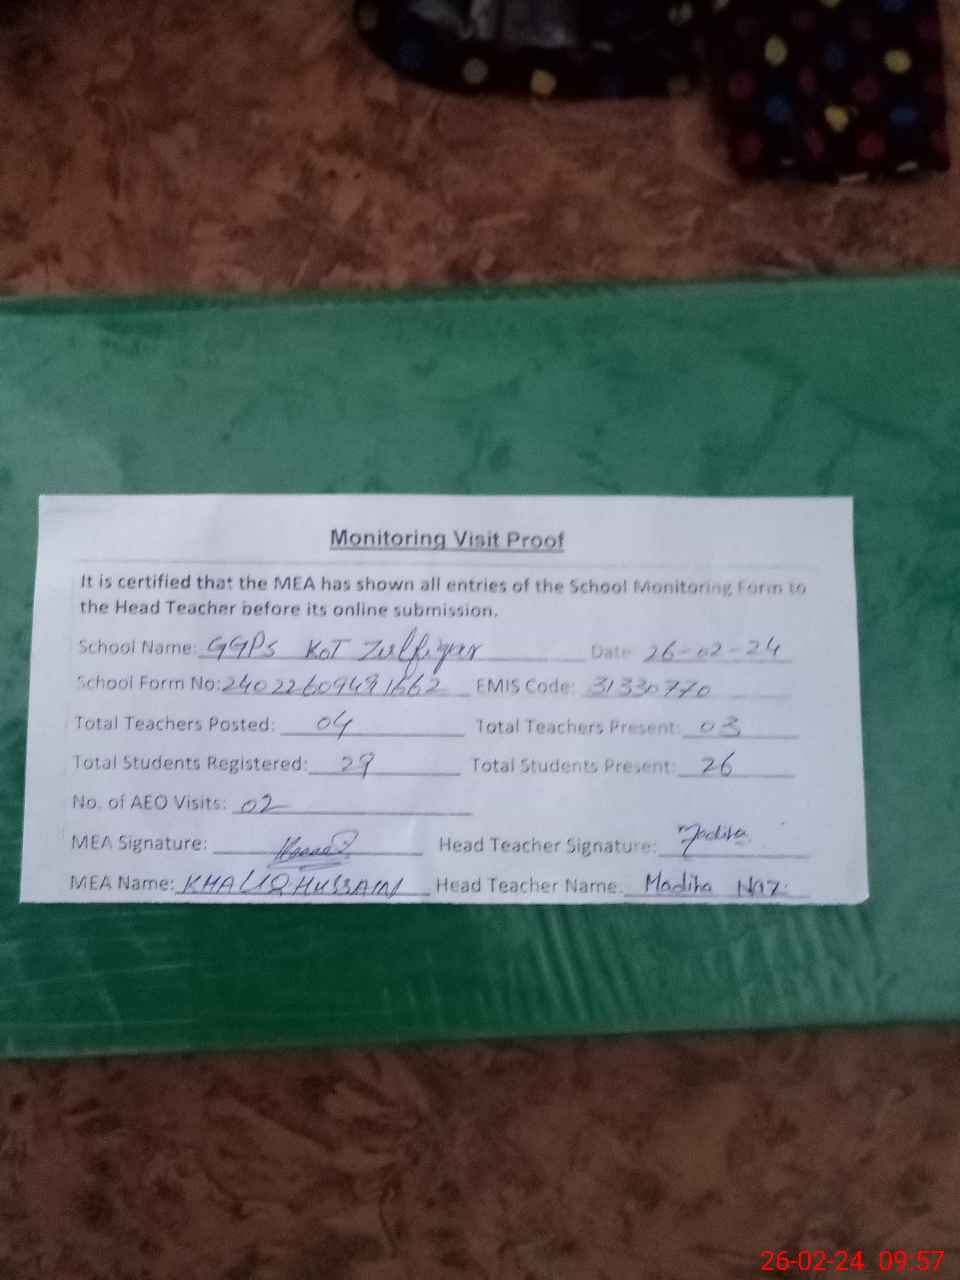 Monitoring Visit Proof
It is certified that the MEA has shown all entries of the School Monitoring Form to
the Head Teacher before its online submission.
School Name: GGPS KOT Zulfiqar Date 26-02-24
School Form No: 24022609491662 EMIS Code: 31330770
Total Teachers Posted: 04 Total Teachers Present: 03
Total Students Registered: 29 Total Students Present: 26
No. of AEO Visits: 02
MEA Signature: Head Teacher Signature: Madiha
MEA Name: KHALIQ HUSSAIN Head Teacher Name: Madiha Naz
26-02-24 09:57